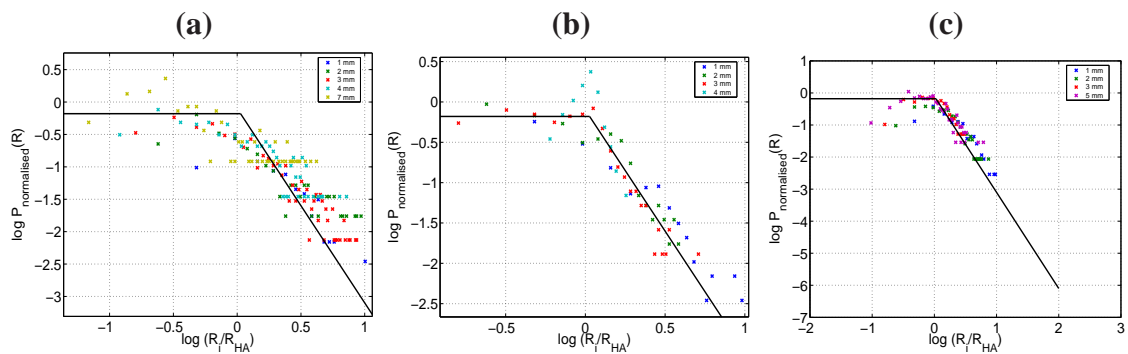 (a) (b) (c)
0.5
0
−0.5
−1
−1.5
−2
−2.5
−3
−1 −0.5 0 0.5 1
log P_normalised(R)
log (R_i/R_HA)
1 mm
2 mm
3 mm
4 mm
7 mm
0.5
0
−0.5
−1
−1.5
−2
−2.5
−0.5 0 0.5 1
log P_normalised(R)
log (R_i/R_HA)
1 mm
2 mm
3 mm
4 mm
1
0
−1
−2
−3
−4
−5
−6
−7
−2 −1 0 1 2 3
log P_normalised(R)
log (R_i/R_HA)
1 mm
2 mm
3 mm
5 mm